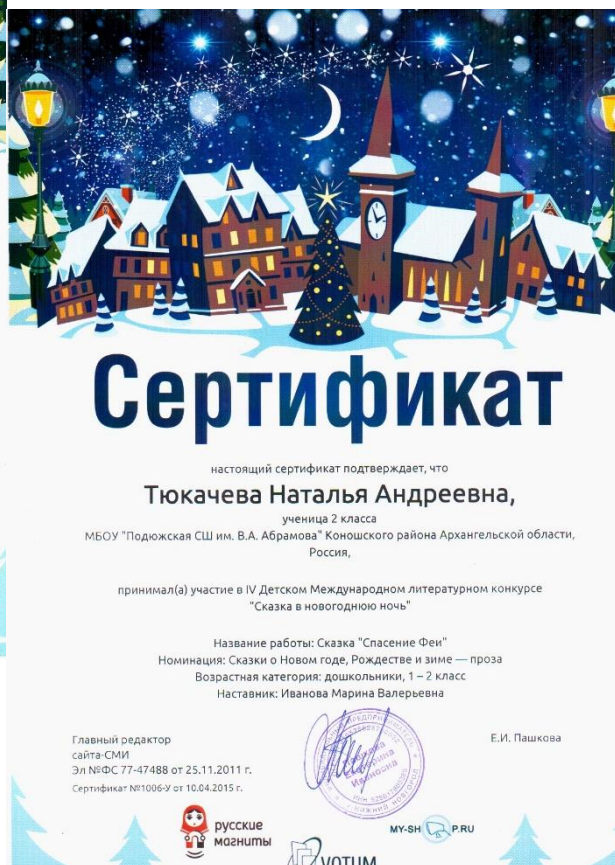 Сертификат
настоящий сертификат подтверждает, что
Тюкачева Наталья Андреевна,
ученица 2 класса
МБОУ "Подюжская СШ им. В.А. Абрамова" Коношского района Архангельской области,
Россия,
принимал(а) участие в IV Детском Международном литературном конкурсе
"Сказка в новогоднюю ночь"
Название работы: Сказка "Спасение Феи"
Номинация: Сказки о Новом годе, Рождестве и зиме — проза
Возрастная категория: дошкольники, 1 – 2 класс
Наставник: Иванова Марина Валерьевна
Главный редактор
сайта-СМИ
Эл №ФС 77-47488 от 25.11.2011 г.
Сертификат №1006-У от 10.04.2015 г.
Е.И. Пашкова
русские
магниты
MY-SH P.RU
VOTUM